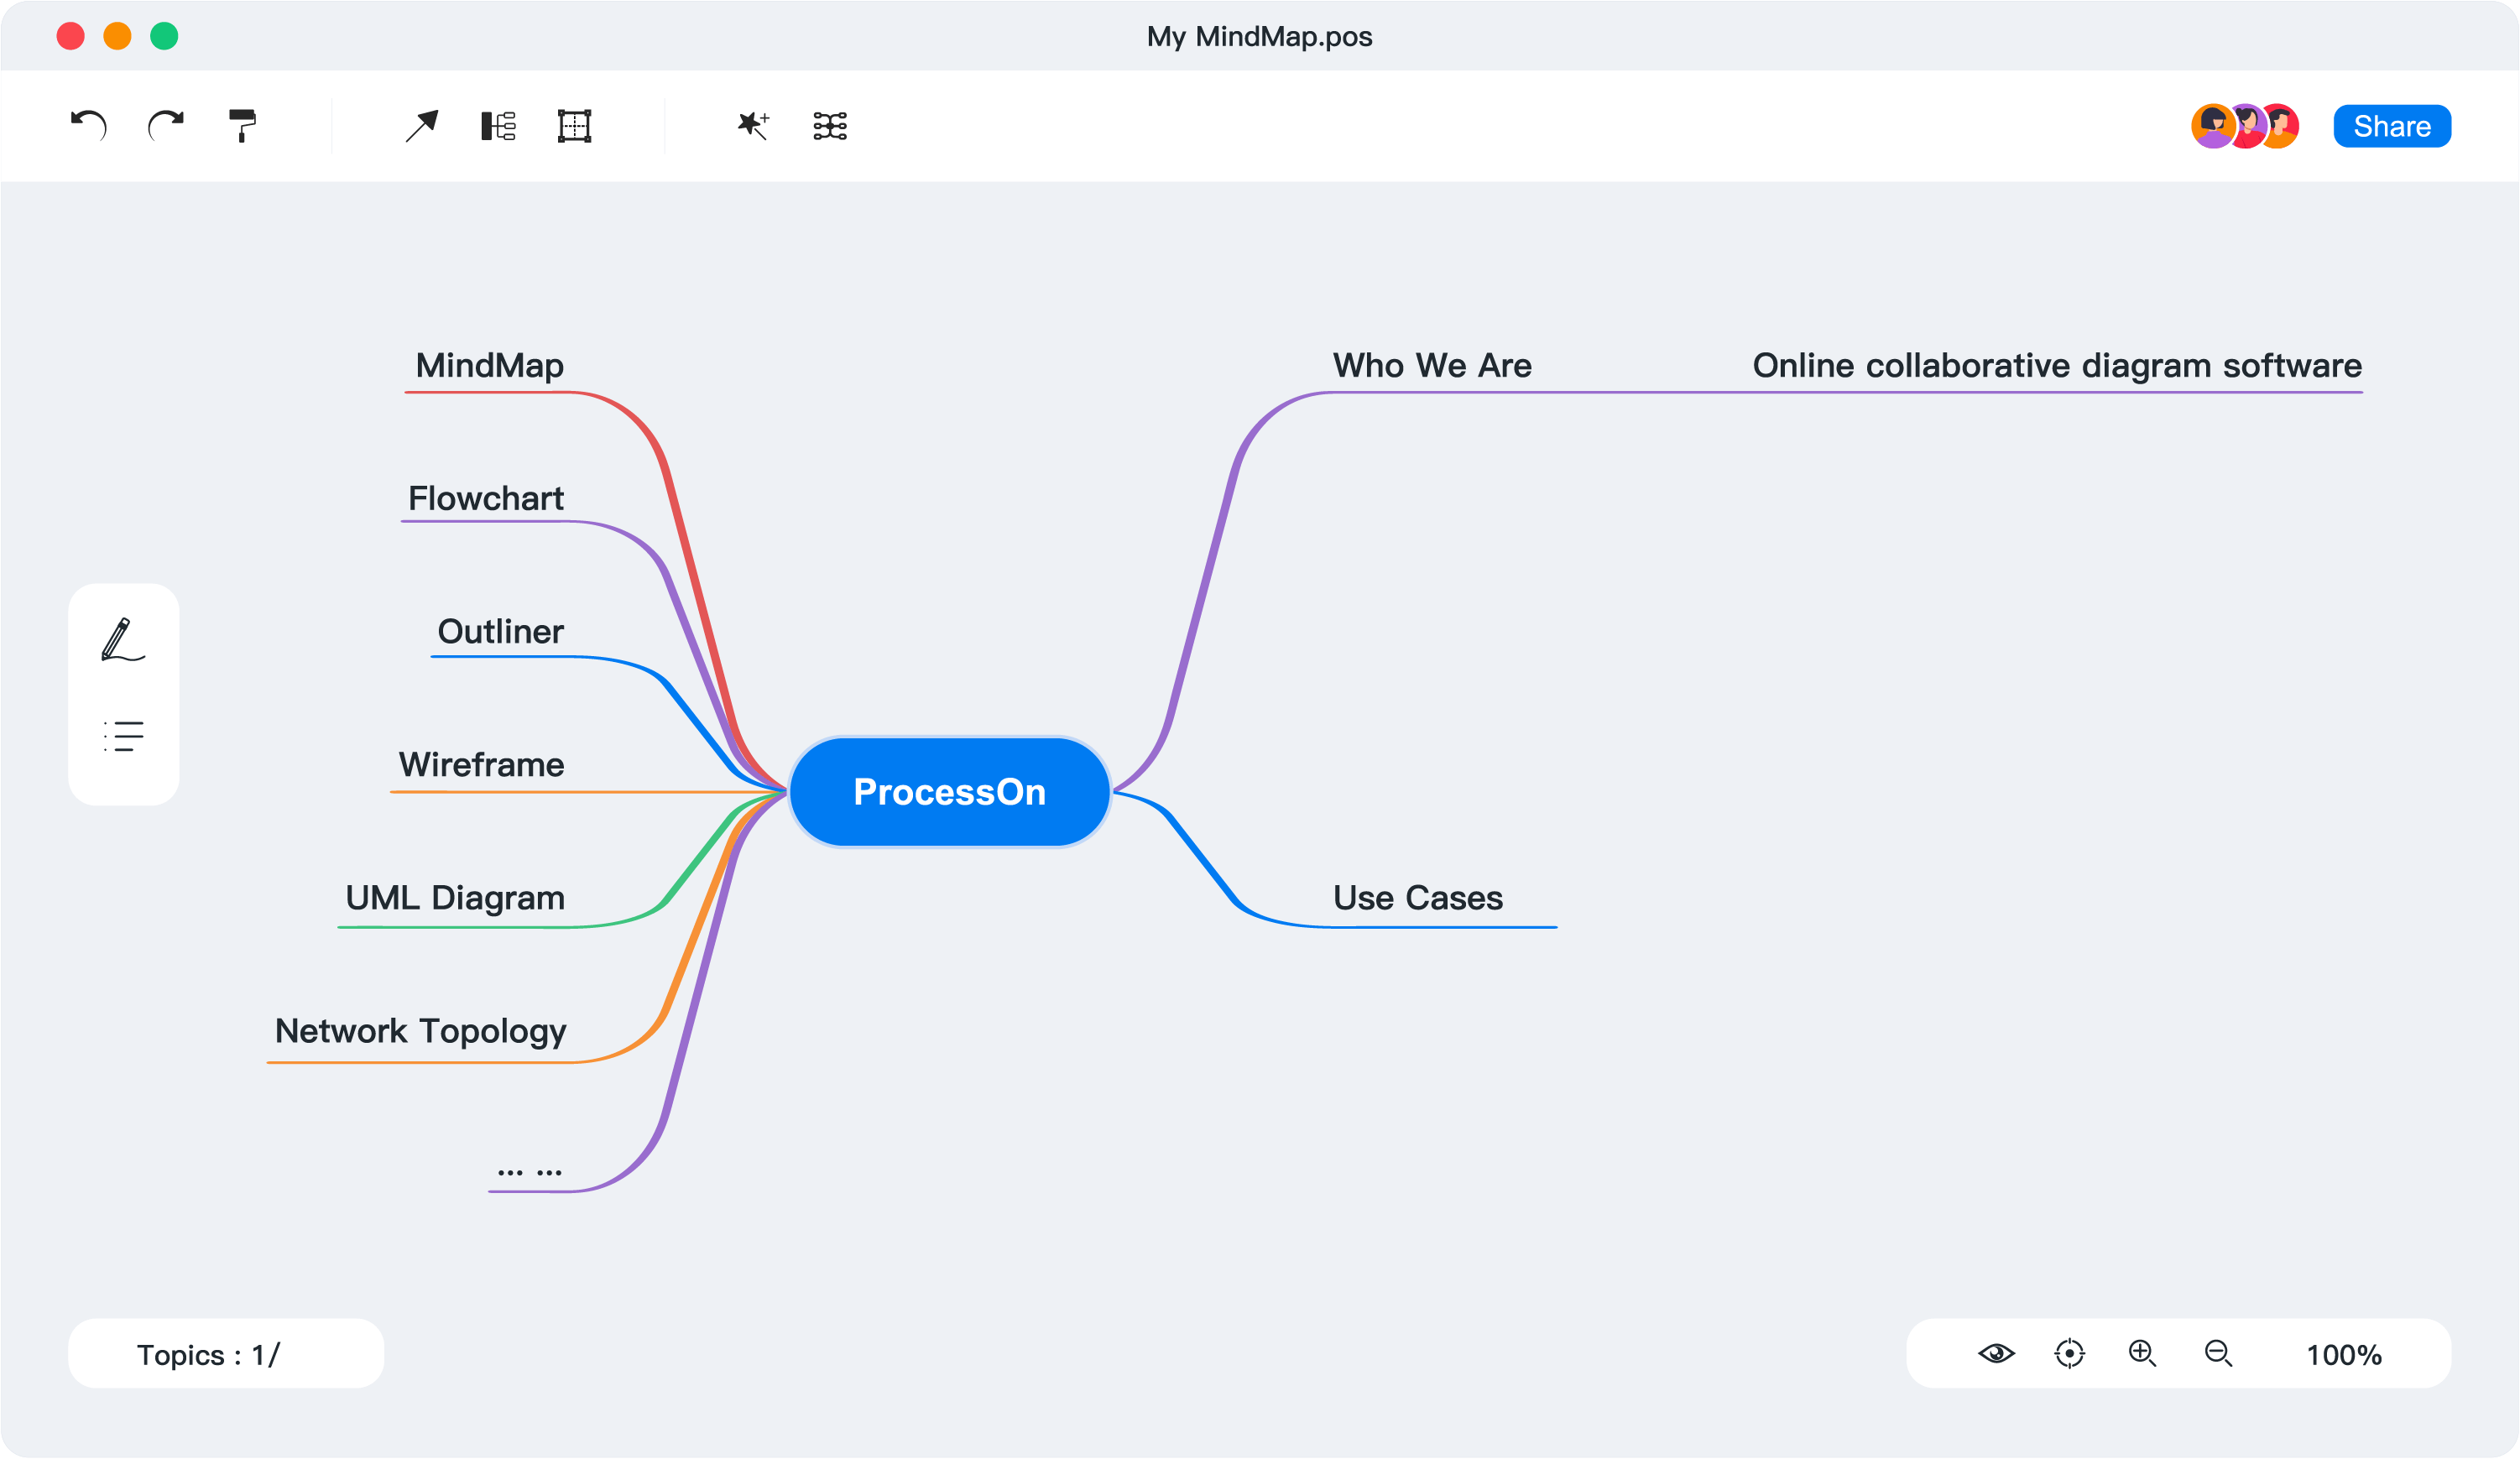 My MindMap.pos
Share
MindMap
Flowchart
Outliner
Wireframe
UML Diagram
Network Topology
... ...
ProcessOn
Who We Are
Online collaborative diagram software
Use Cases
Topics : 1/
100%